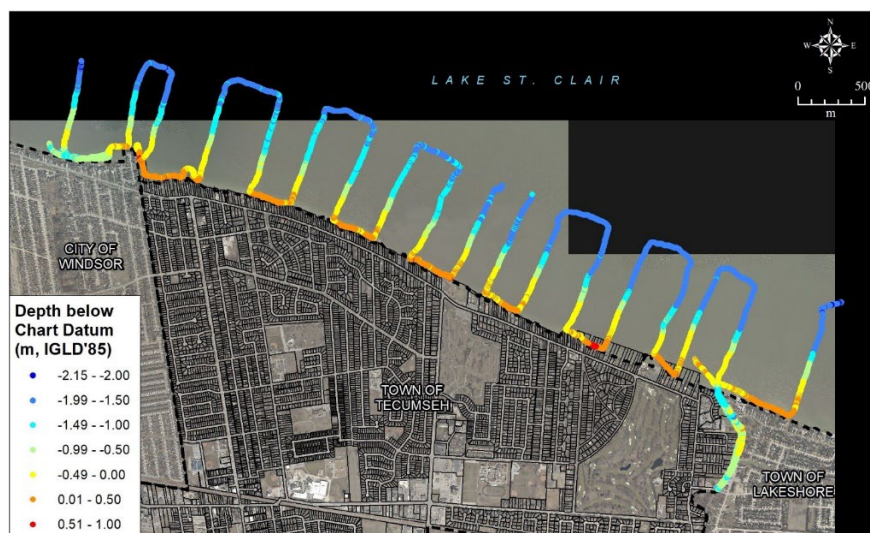 LAKE ST. CLAIR
N
W E
S
0 500
m
CITY OF
WINDSOR
Depth below
Chart Datum
(m, IGLD'85)
-2.15 - -2.00
-1.99 - -1.50
-1.49 - -1.00
-0.99 - -0.50
-0.49 - 0.00
0.01 - 0.50
0.51 - 1.00
TOWN OF
TECUMSEH
TOWN OF
LAKESHORE